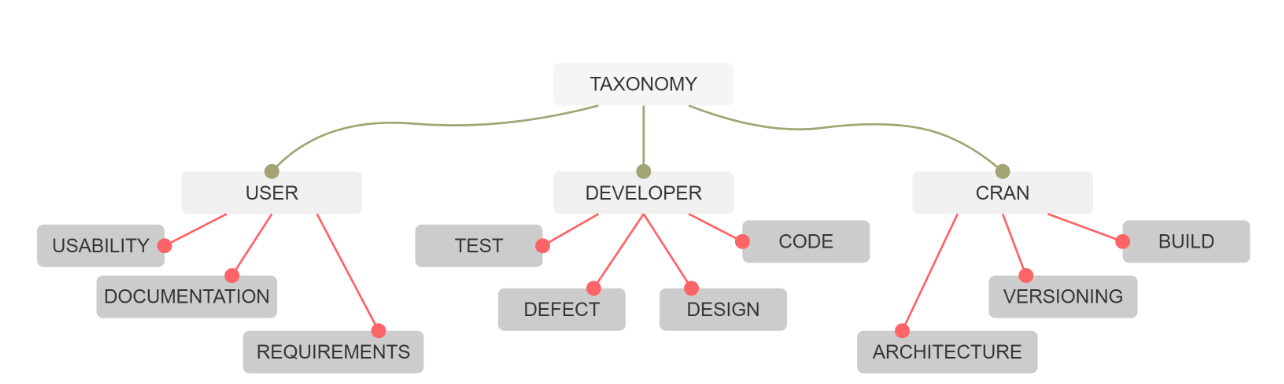 TAXONOMY
USER
DEVELOPER
CRAN
USABILITY
DOCUMENTATION
REQUIREMENTS
TEST
DEFECT
DESIGN
CODE
ARCHITECTURE
VERSIONING
BUILD